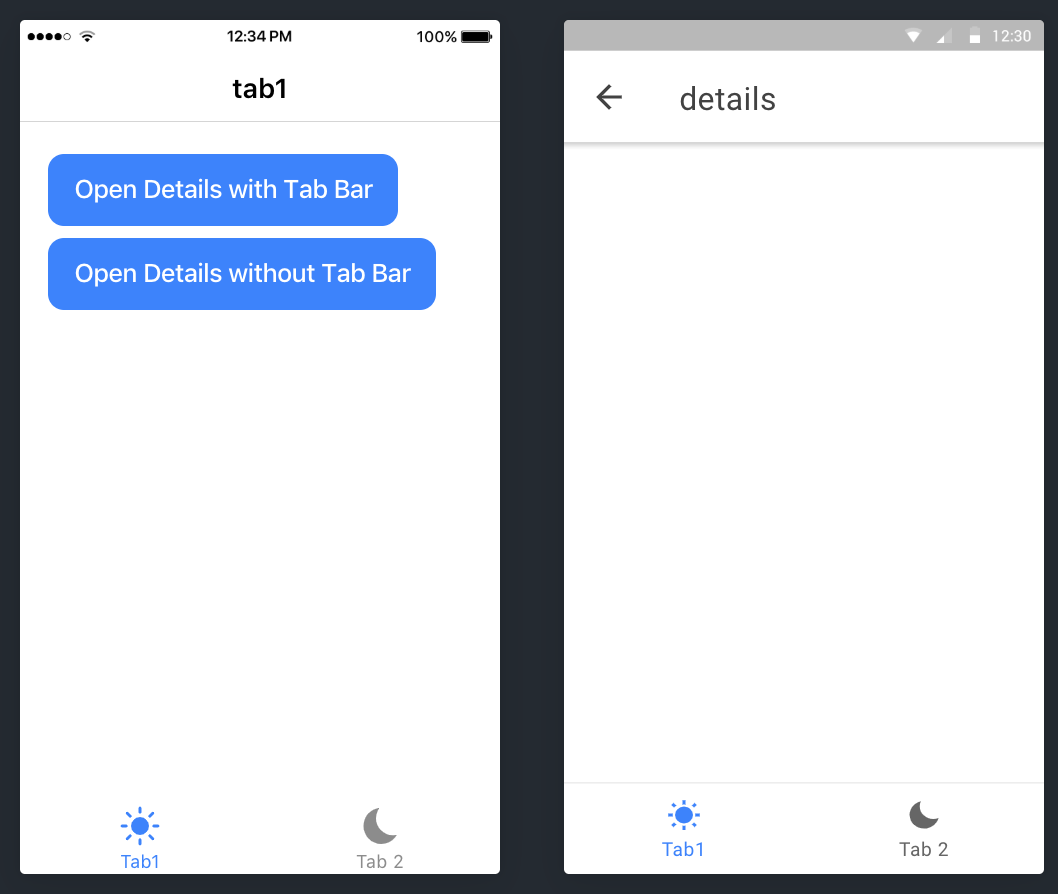 12:34 PM
100%
tab1
Open Details with Tab Bar
Open Details without Tab Bar
Tab1
Tab 2
12:30
details
Tab1
Tab 2